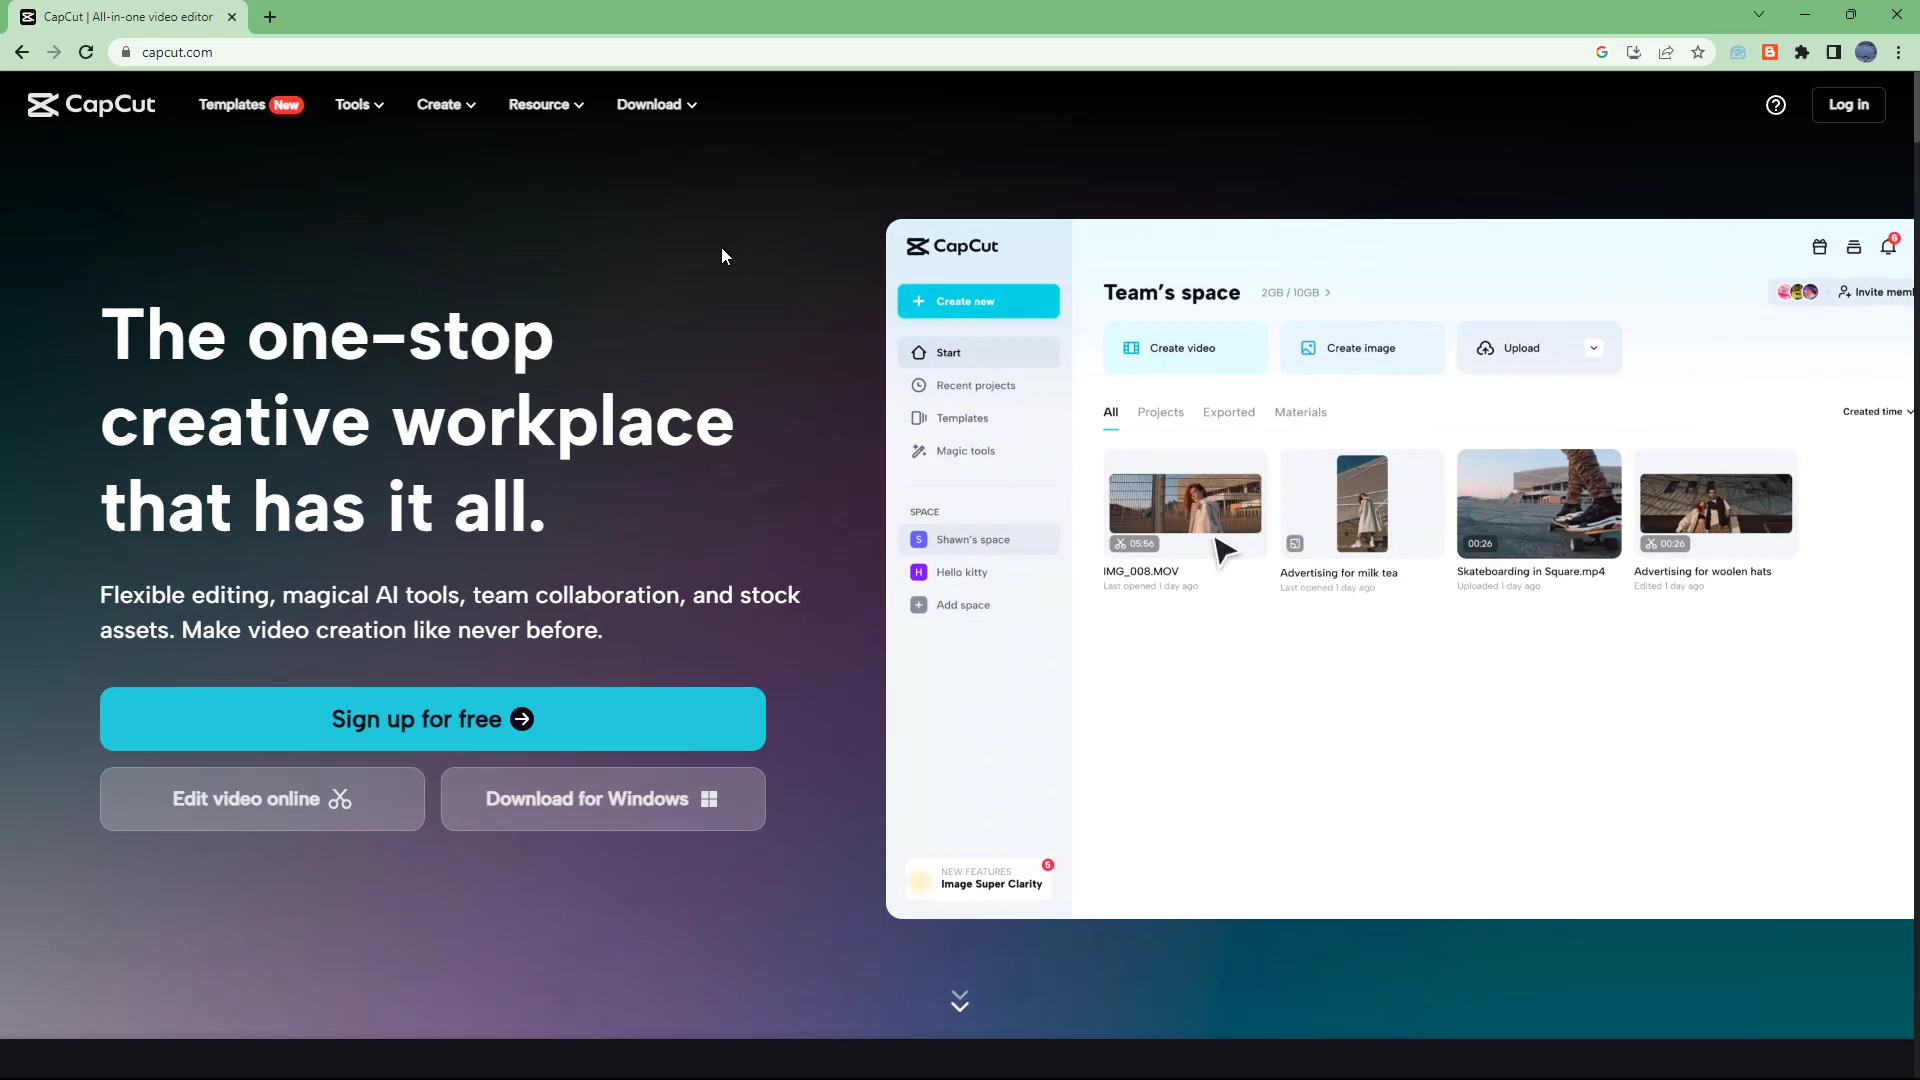 CapCut | All-in-one video editor
capcut.com
CapCut
Templates New
Tools
Create
Resource
Download
Log in
The one-stop
creative workplace
that has it all.
Flexible editing, magical AI tools, team collaboration, and stock
assets. Make video creation like never before.
Sign up for free
Edit video online
Download for Windows
CapCut
Create new
Start
Recent projects
Templates
Magic tools
SPACE
S Shawn's space
H Hello kitty
Add space
5
NEW FEATURES
Image Super Clarity
6
Team's space 2GB / 10GB
Invite mem
Create video
Create image
Upload
All
Projects
Exported
Materials
Created time
05:56
00:26
00:26
IMG_008.MOV
Last opened 1 day ago
Advertising for milk tea
Last opened 1 day ago
Skateboarding in Square.mp4
Uploaded 1 day ago
Advertising for woolen hats
Edited 1 day ago